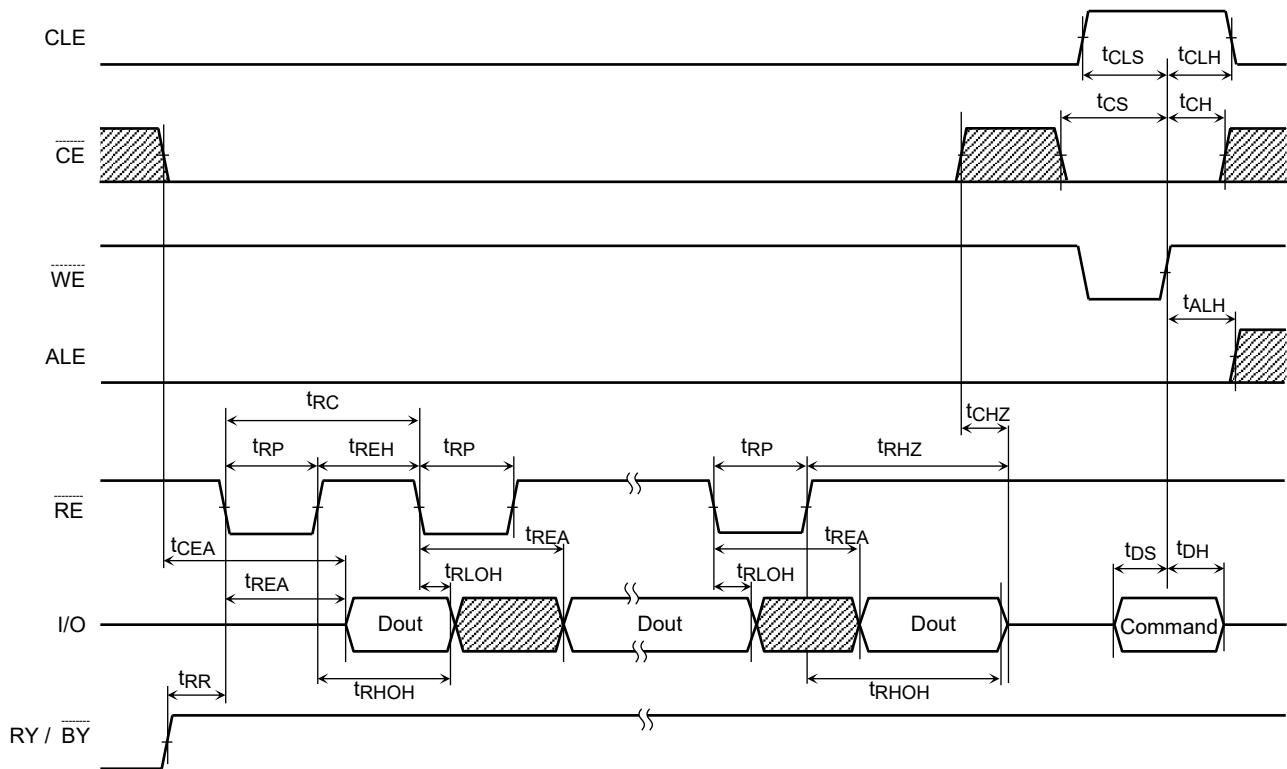 CLE
tCLS
tCLH
tCS
tCH
CE
WE
tALH
ALE
tRC
tCHZ
tRP
tREH
tRP
tRP
tRHZ
RE
tCEA
tREA
tREA
tREA
tRLOH
tRLOH
tDS
tDH
I/O
Dout
Dout
Dout
Command
tRR
tRHOH
tRHOH
RY / BY